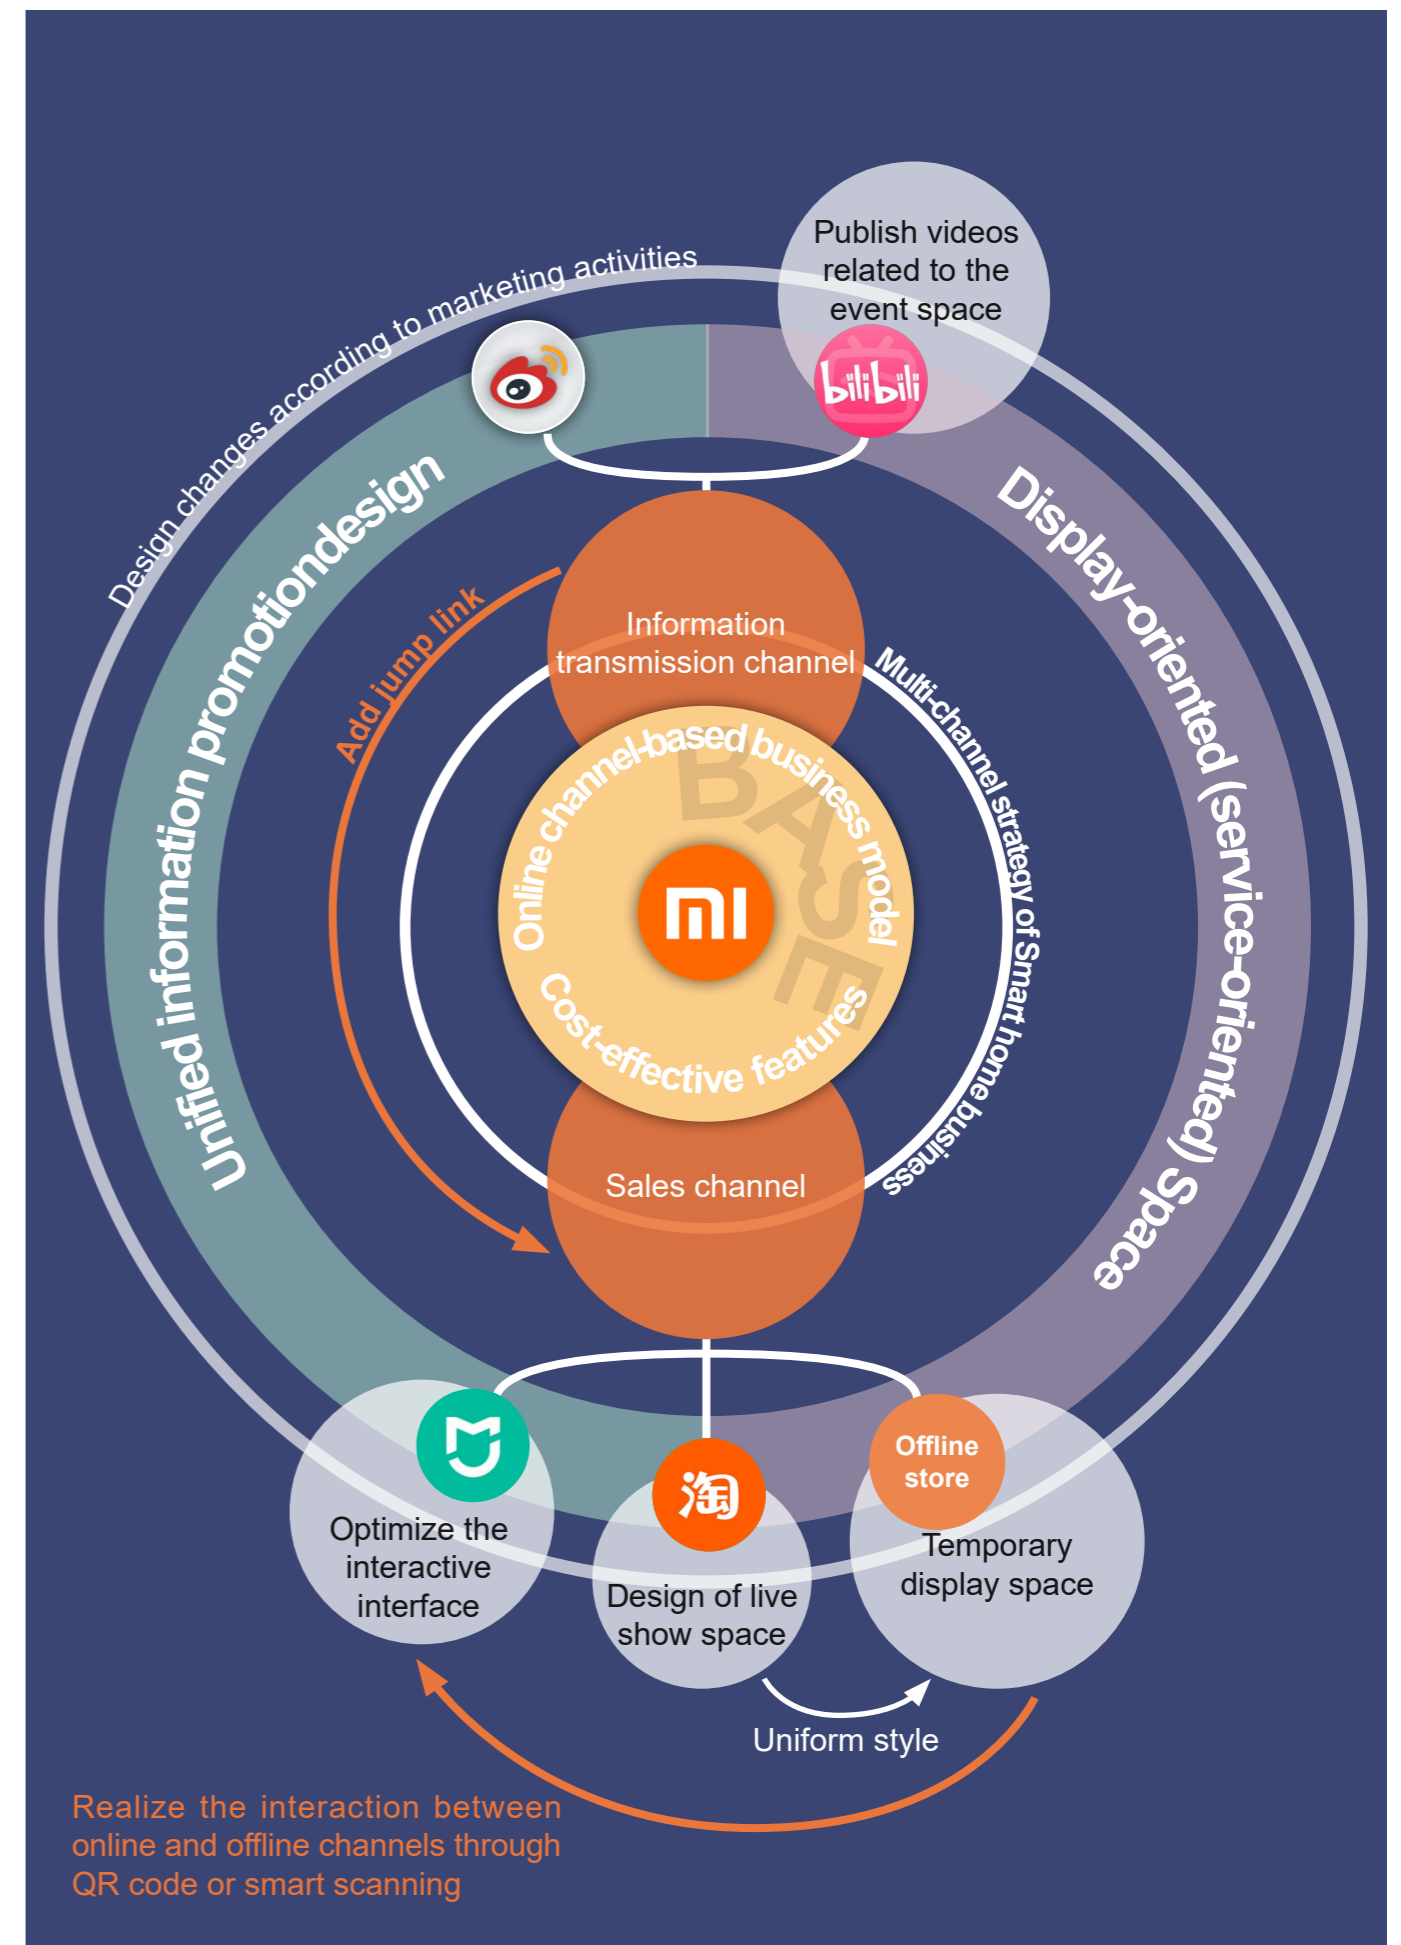 Publish videos
related to the
event space
bilibili
Design changes according to marketing activities
Unified information promotiondesign
Display-oriented (service-oriented) Space
Add jump link
Information
transmission channel
Multi-channel strategy of Smart home business
Online channel-based business model
BASE
mi
Cost-effective features
Sales channel
Offline
store
淘
Optimize the
interactive
interface
Design of live
show space
Temporary
display space
Uniform style
Realize the interaction between
online and offline channels through
QR code or smart scanning